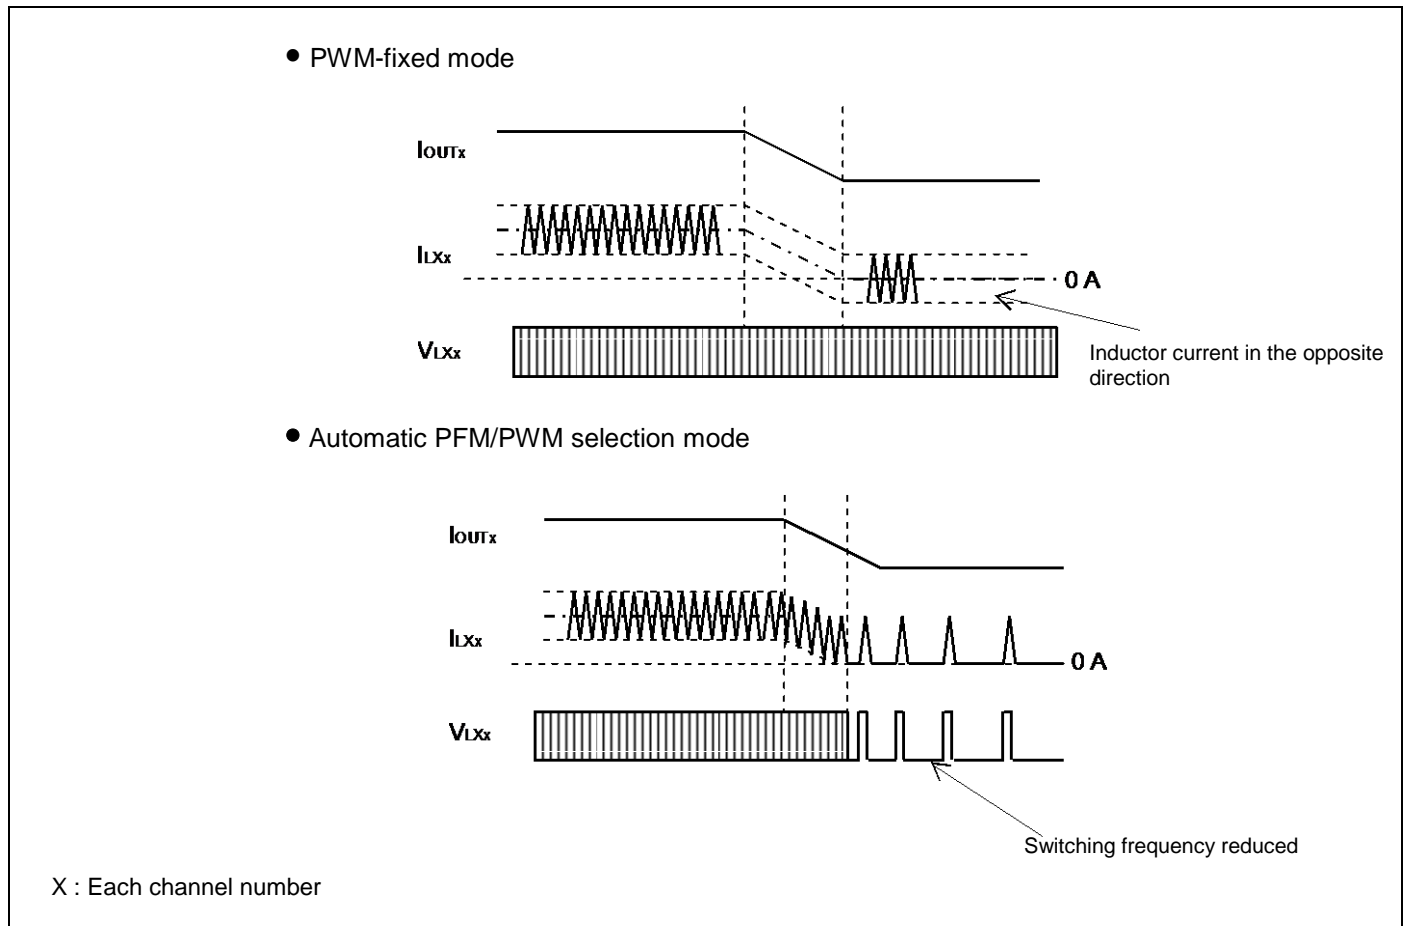 ● PWM-fixed mode
IOUTx
ILXx
0 A
VLXx
Inductor current in the opposite
direction
● Automatic PFM/PWM selection mode
IOUTx
ILXx
0 A
VLXx
Switching frequency reduced
X : Each channel number